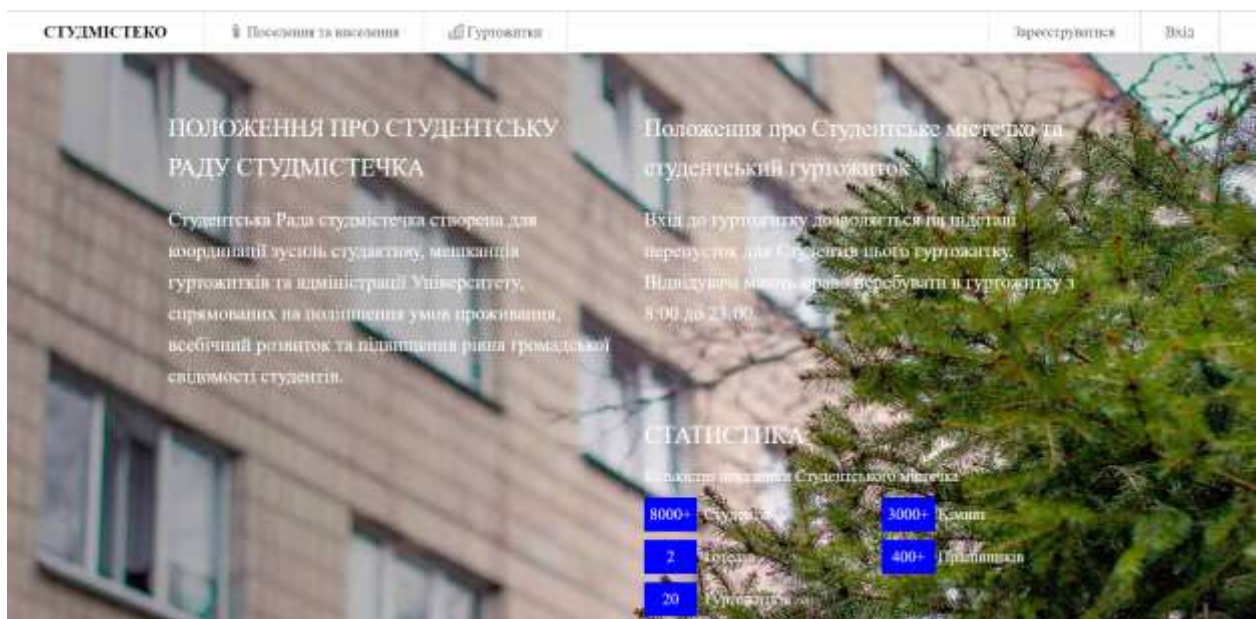 СТУДМІСТЕКО
Поселення та виселення
Гуртожитки
Зареєструватися
Вхід
ПОЛОЖЕННЯ ПРО СТУДЕНТСЬКУ
РАДУ СТУДМІСТЕЧКА
Студентська Рада студмістечка створена для
координації зусиль студактиву, мешканців
гуртожитків та адміністрації Університету,
спрямованих на поліпшення умов проживання,
всебічний розвиток та підвищення рівня громадської
свідомості студентів.
Положення про Студентське містечко та
студентський гуртожиток
Вхід до гуртожитку дозволяється на підставі
перепусток для Студентів цього гуртожитку.
Відвідувачі мають право перебувати в гуртожитку з
8:00 до 23:00.
СТАТИСТИКА
Студентського містечка
8000+
3000+ Кімнат
2
400+ Працівників
20 Гуртожитків